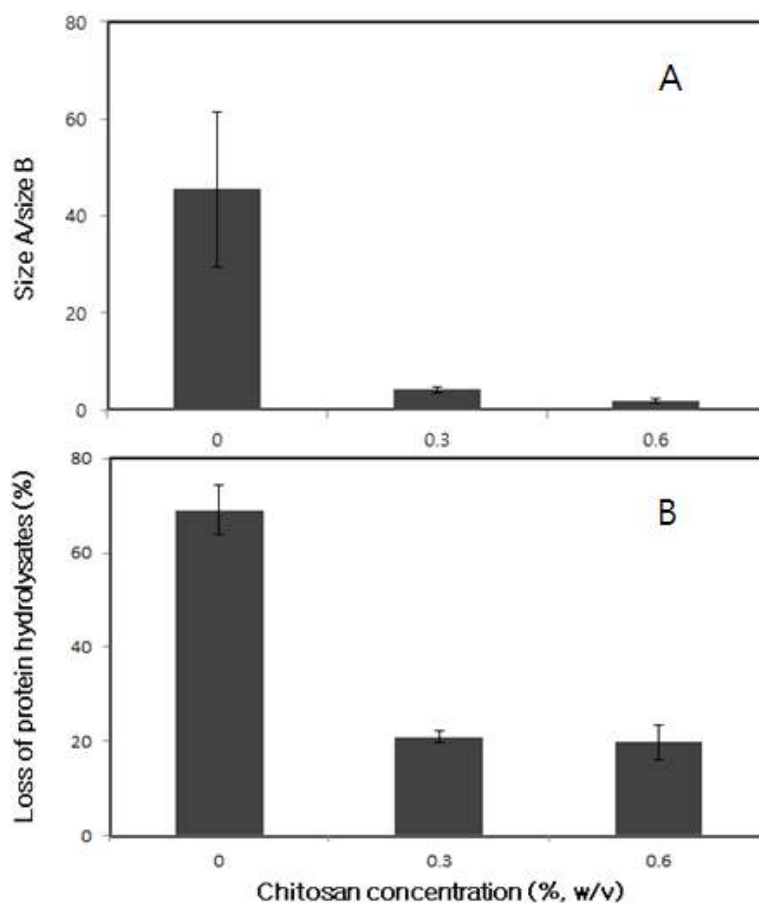 80
A
60
Size A/size B
40
20
0
0 0.3 0.6
80
B
Loss of protein hydrolysates (%)
60
40
20
0
0 0.3 0.6
Chitosan concentration (%, w/v)